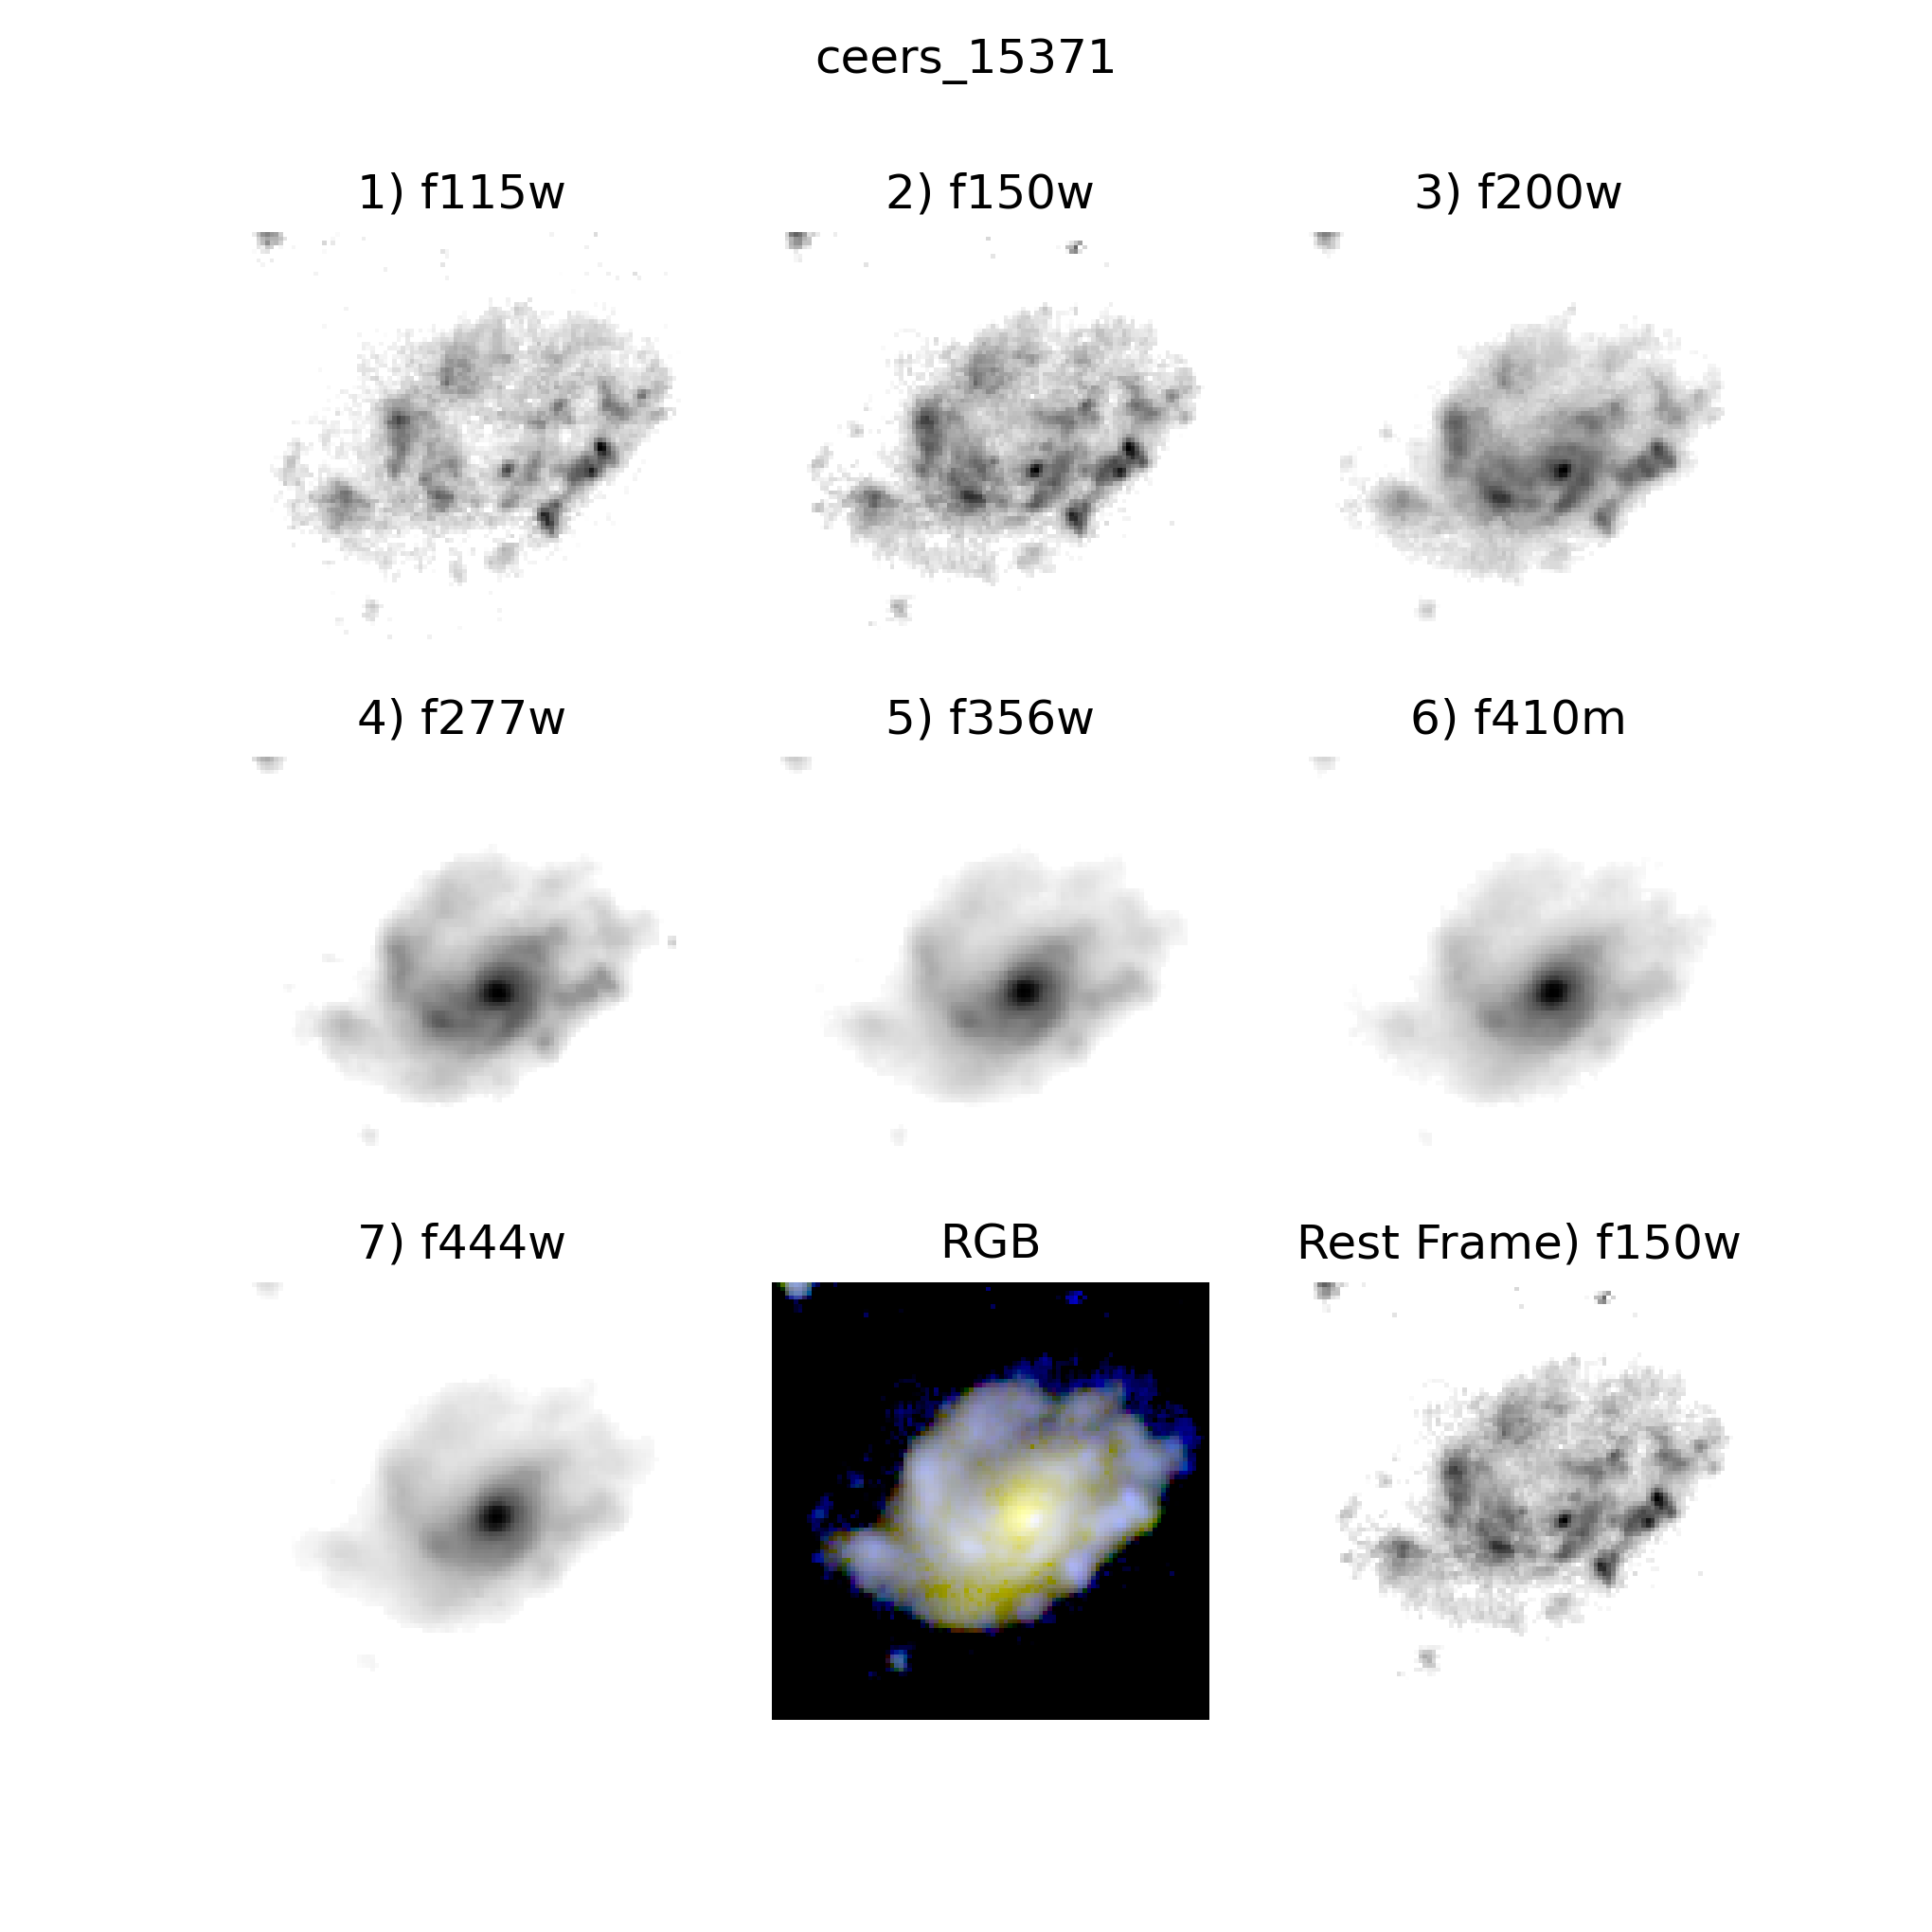 ceers_15371
1) f115w
2) f150w
3) f200w
4) f277w
5) f356w
6) f410m
7) f444w
RGB
Rest Frame) f150w